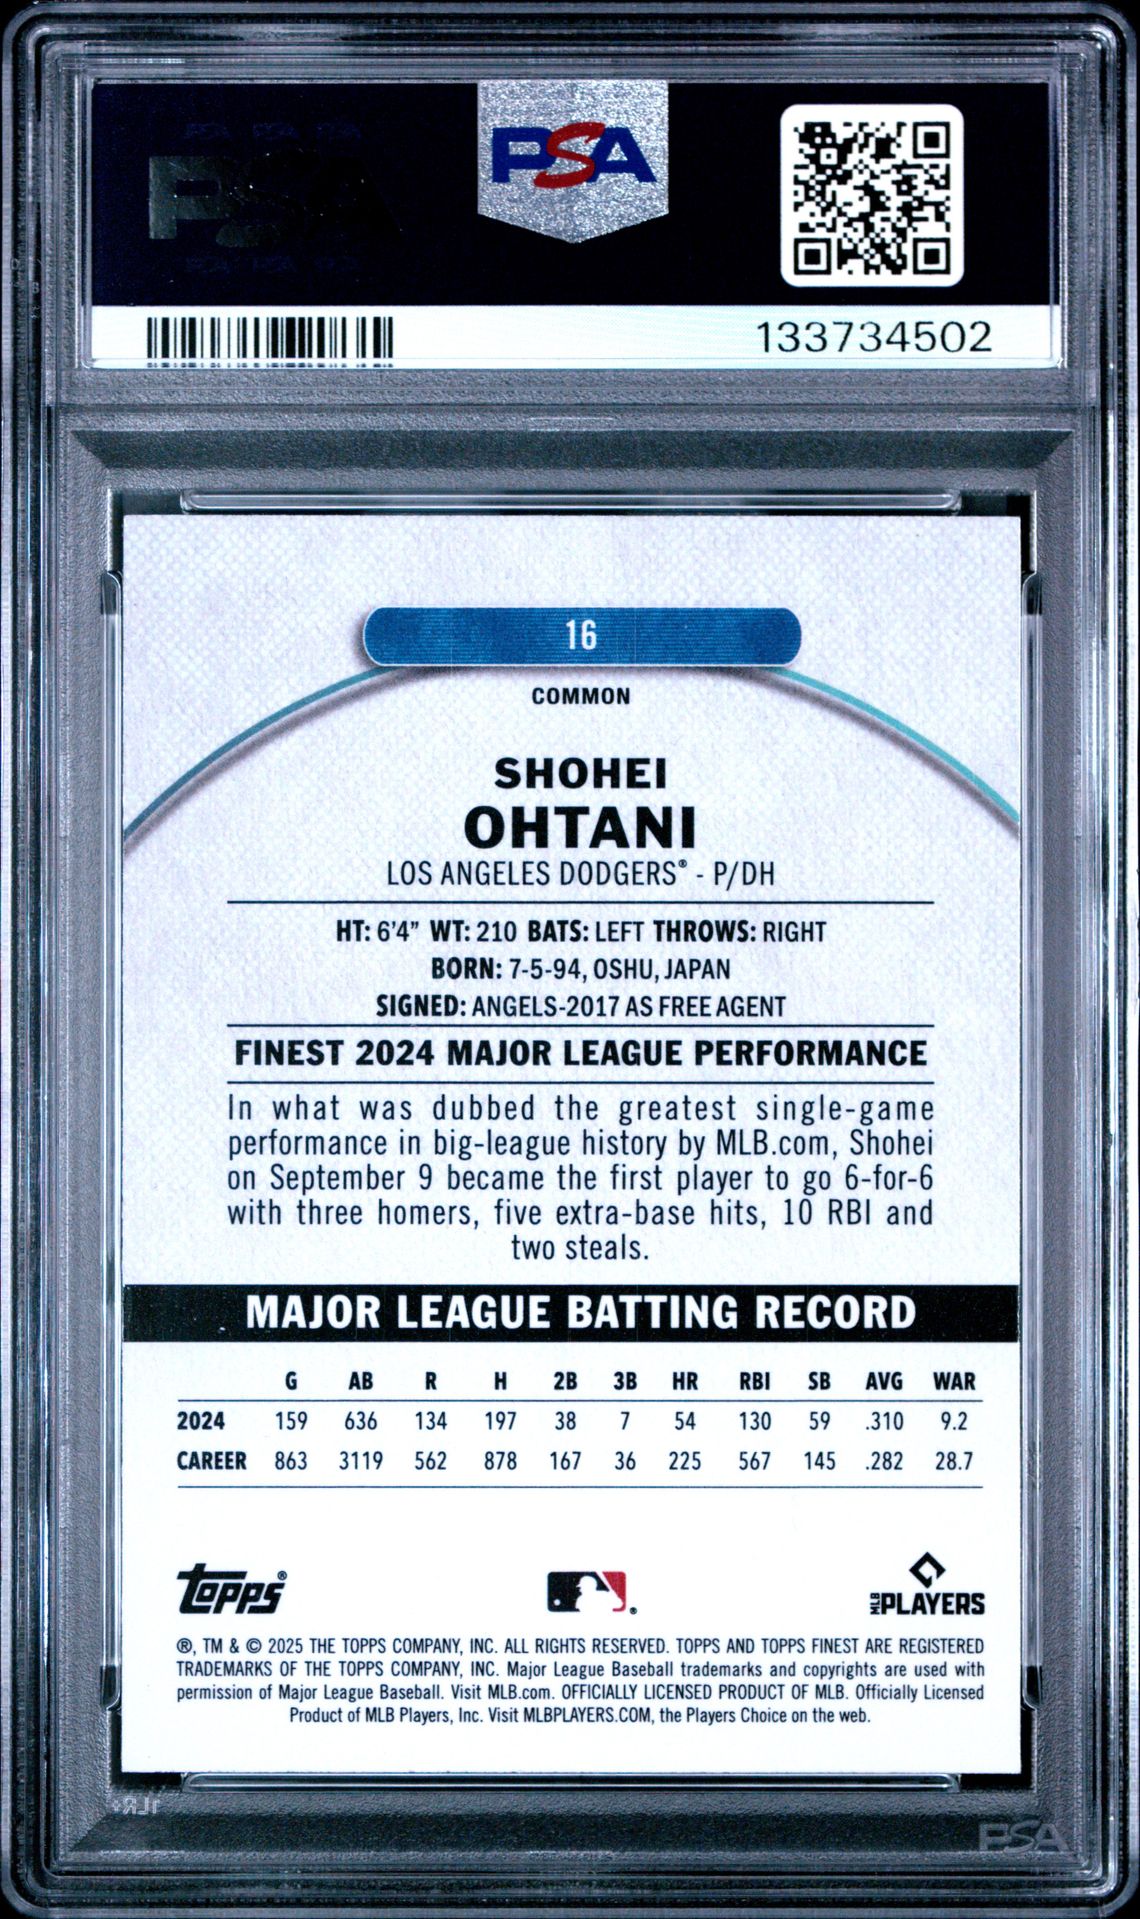 PSA
133734502
16
COMMON
SHOHEI
OHTANI
LOS ANGELES DODGERS® - P/DH
HT: 6'4" WT: 210 BATS: LEFT THROWS: RIGHT
BORN: 7-5-94, OSHU, JAPAN
SIGNED: ANGELS-2017 AS FREE AGENT
FINEST 2024 MAJOR LEAGUE PERFORMANCE
In what was dubbed the greatest single-game
performance in big-league history by MLB.com, Shohei
on September 9 became the first player to go 6-for-6
with three homers, five extra-base hits, 10 RBI and
two steals.
MAJOR LEAGUE BATTING RECORD
G AB R H 2B 3B HR RBI SB AVG WAR
2024 159 636 134 197 38 7 54 130 59 .310 9.2
CAREER 863 3119 562 878 167 36 225 567 145 .282 28.7
Topps® ® MLB PLAYERS
®, TM & © 2025 THE TOPPS COMPANY, INC. ALL RIGHTS RESERVED. TOPPS AND TOPPS FINEST ARE REGISTERED
TRADEMARKS OF THE TOPPS COMPANY, INC. Major League Baseball trademarks and copyrights are used with
permission of Major League Baseball. Visit MLB.com. OFFICIALLY LICENSED PRODUCT OF MLB. Officially Licensed
Product of MLB Players, Inc. Visit MLBPLAYERS.COM, the Players Choice on the web.
PSA